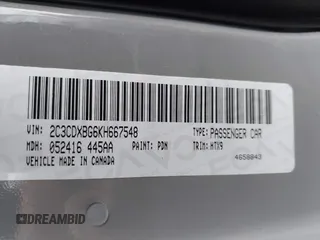 VIN: 2C3CDXBG6KH667548 TYPE: PASSENGER CAR
MDH: 052416 445AA PAINT: PDN TRIM: HTX9
VEHICLE MADE IN CANADA 4658043
DREAMBID